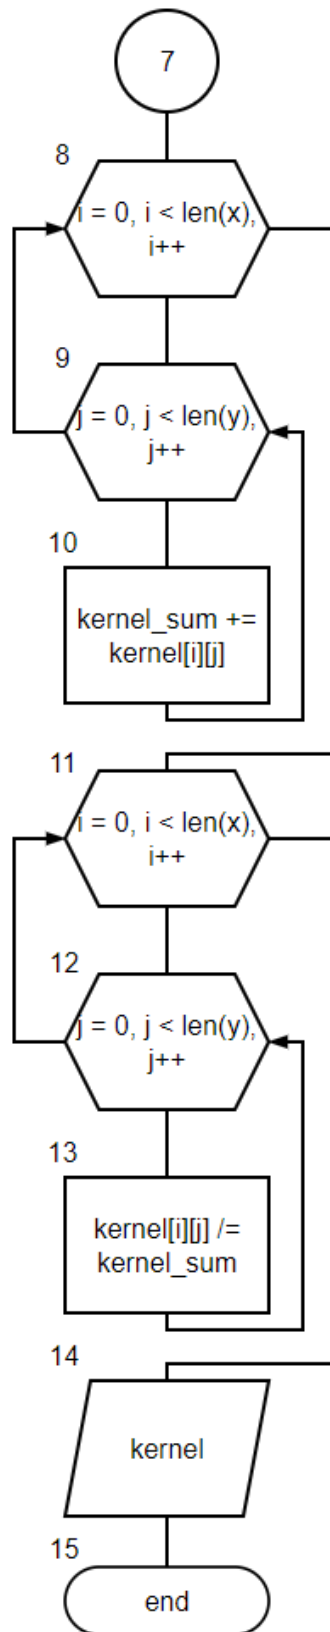 7
8
i = 0, i < len(x),
i++
9
j = 0, j < len(y),
j++
10
kernel_sum +=
kernel[i][j]
11
i = 0, i < len(x),
i++
12
j = 0, j < len(y),
j++
13
kernel[i][j] /=
kernel_sum
14
kernel
15
end